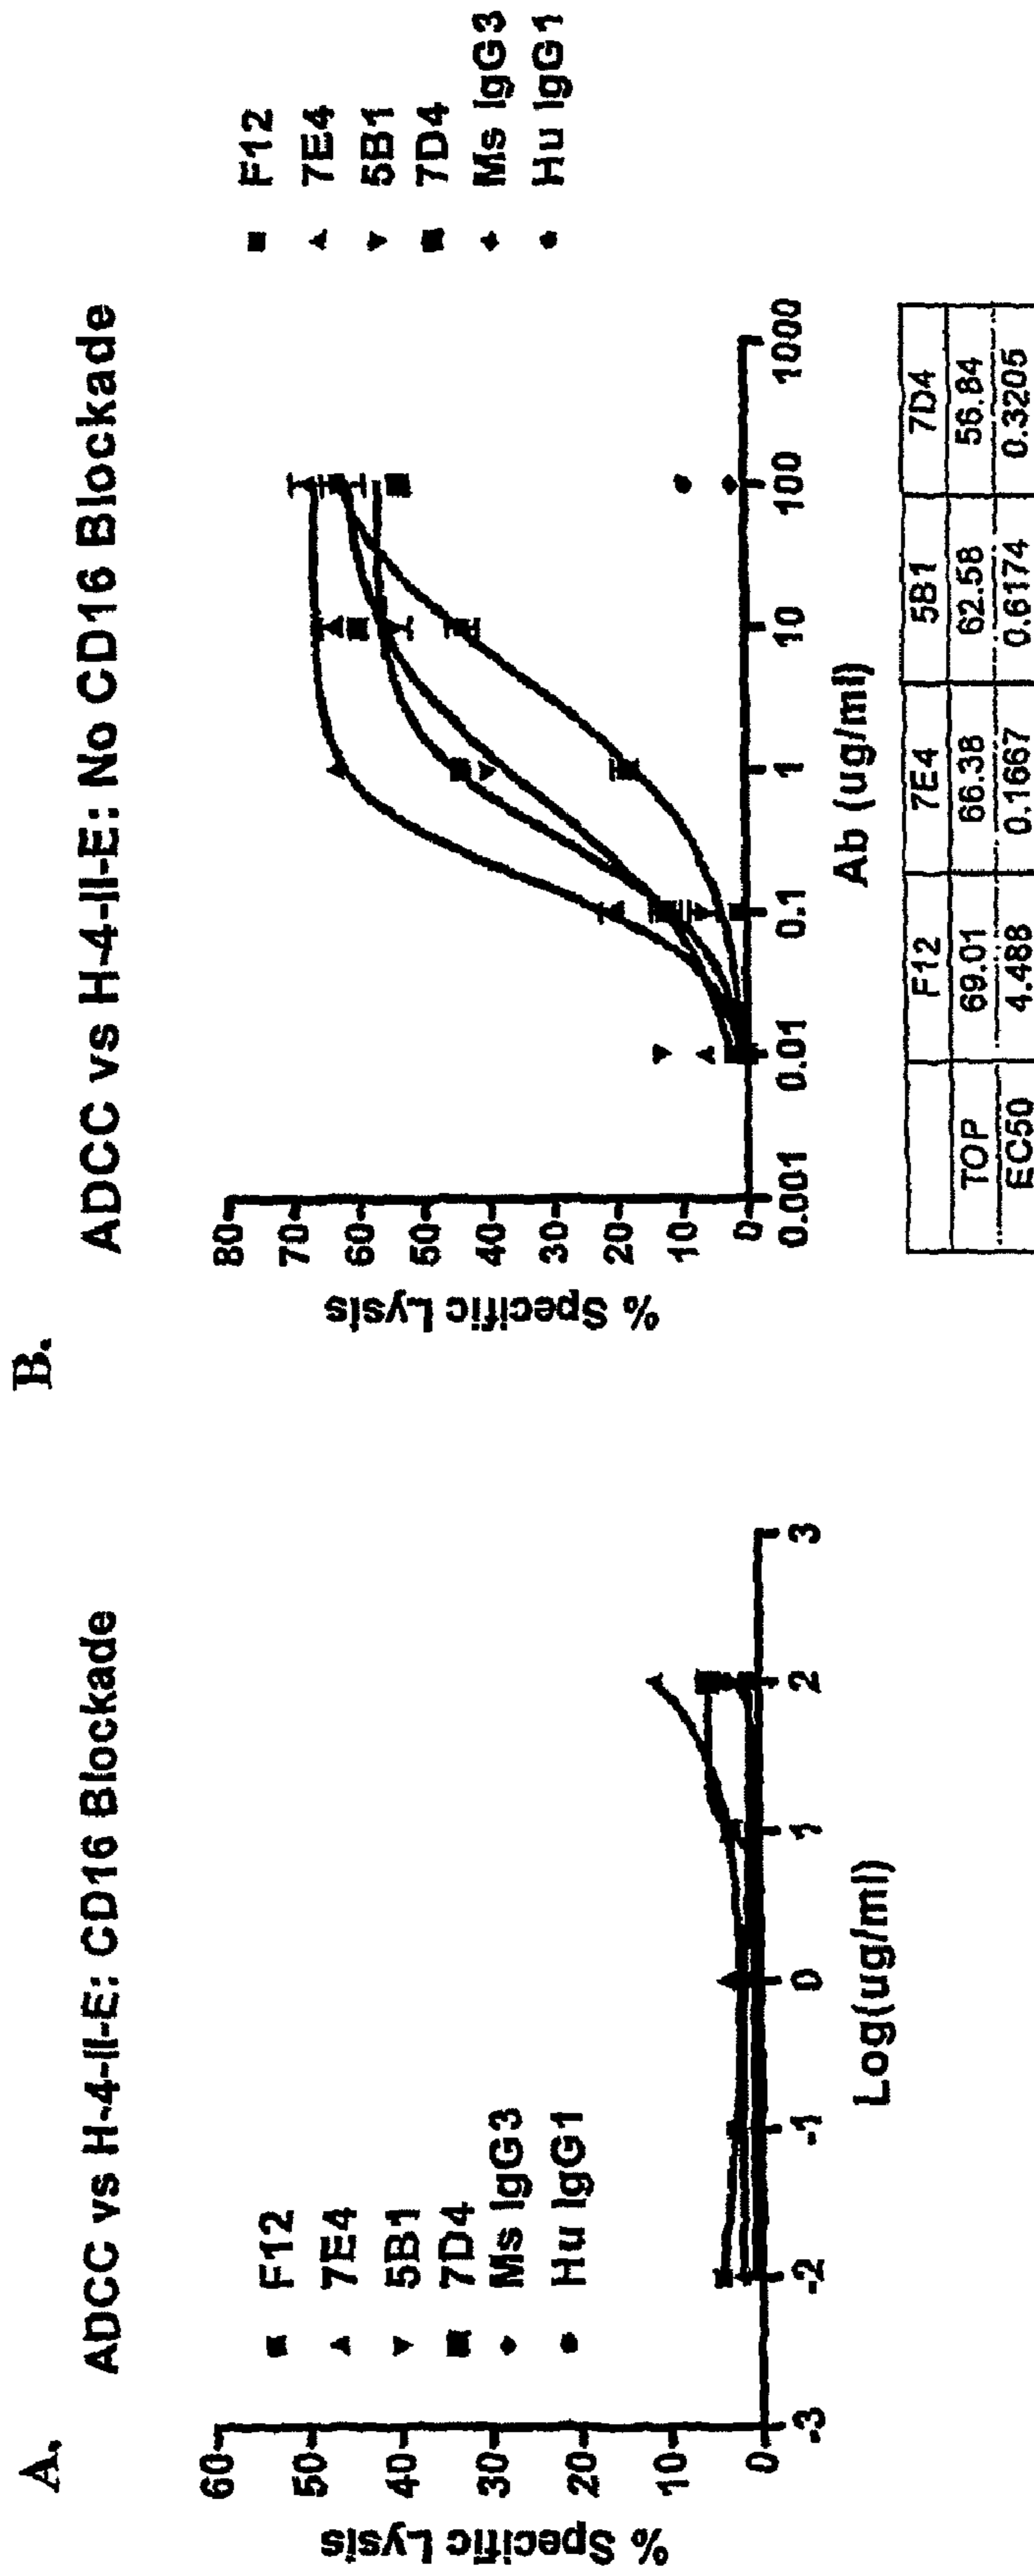 A.
ADCC vs H-4-II-E: CD16 Blockade
F12
7E4
5B1
7D4
Ms IgG3
Hu IgG1
% Specific Lysis
60
50
40
30
20
10
0
-3
-2
-1
0
1
2
3
Log(ug/ml)
B.
ADCC vs H-4-II-E: No CD16 Blockade
F12
7E4
5B1
7D4
Ms IgG3
Hu IgG1
% Specific Lysis
80
70
60
50
40
30
20
10
0
0.001
0.01
0.1
1
10
100
1000
Ab (ug/ml)
F12 7E4 5B1 7D4
TOP 69.01 66.38 62.58 56.84
EC50 4.488 0.1667 0.6174 0.3205